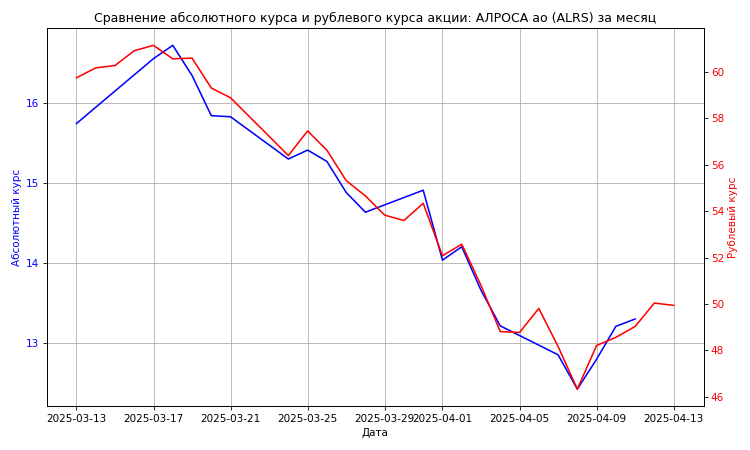 Сравнение абсолютного курса и рублевого курса акции: АЛРОСА ао (ALRS) за месяц
16
15
14
13
Абсолютный курс
60
58
56
54
52
50
48
46
Рублевый курс
2025-03-13 2025-03-17 2025-03-21 2025-03-25 2025-03-29 2025-04-01 2025-04-05 2025-04-09 2025-04-13
Дата